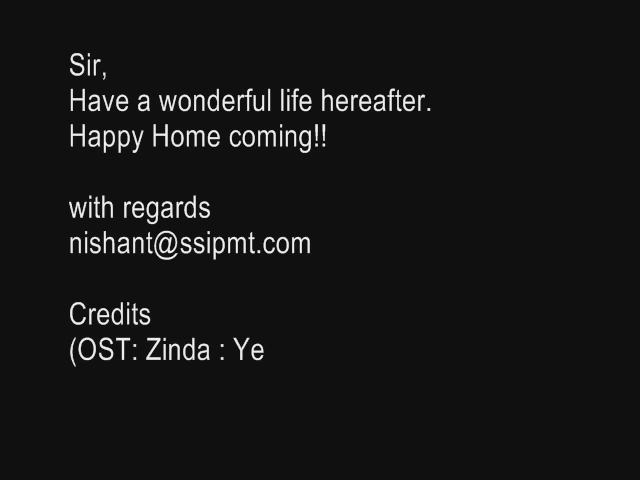 Sir,
Have a wonderful life hereafter.
Happy Home coming!!
with regards
nishant@ssipmt.com
Credits
(OST: Zinda : Ye